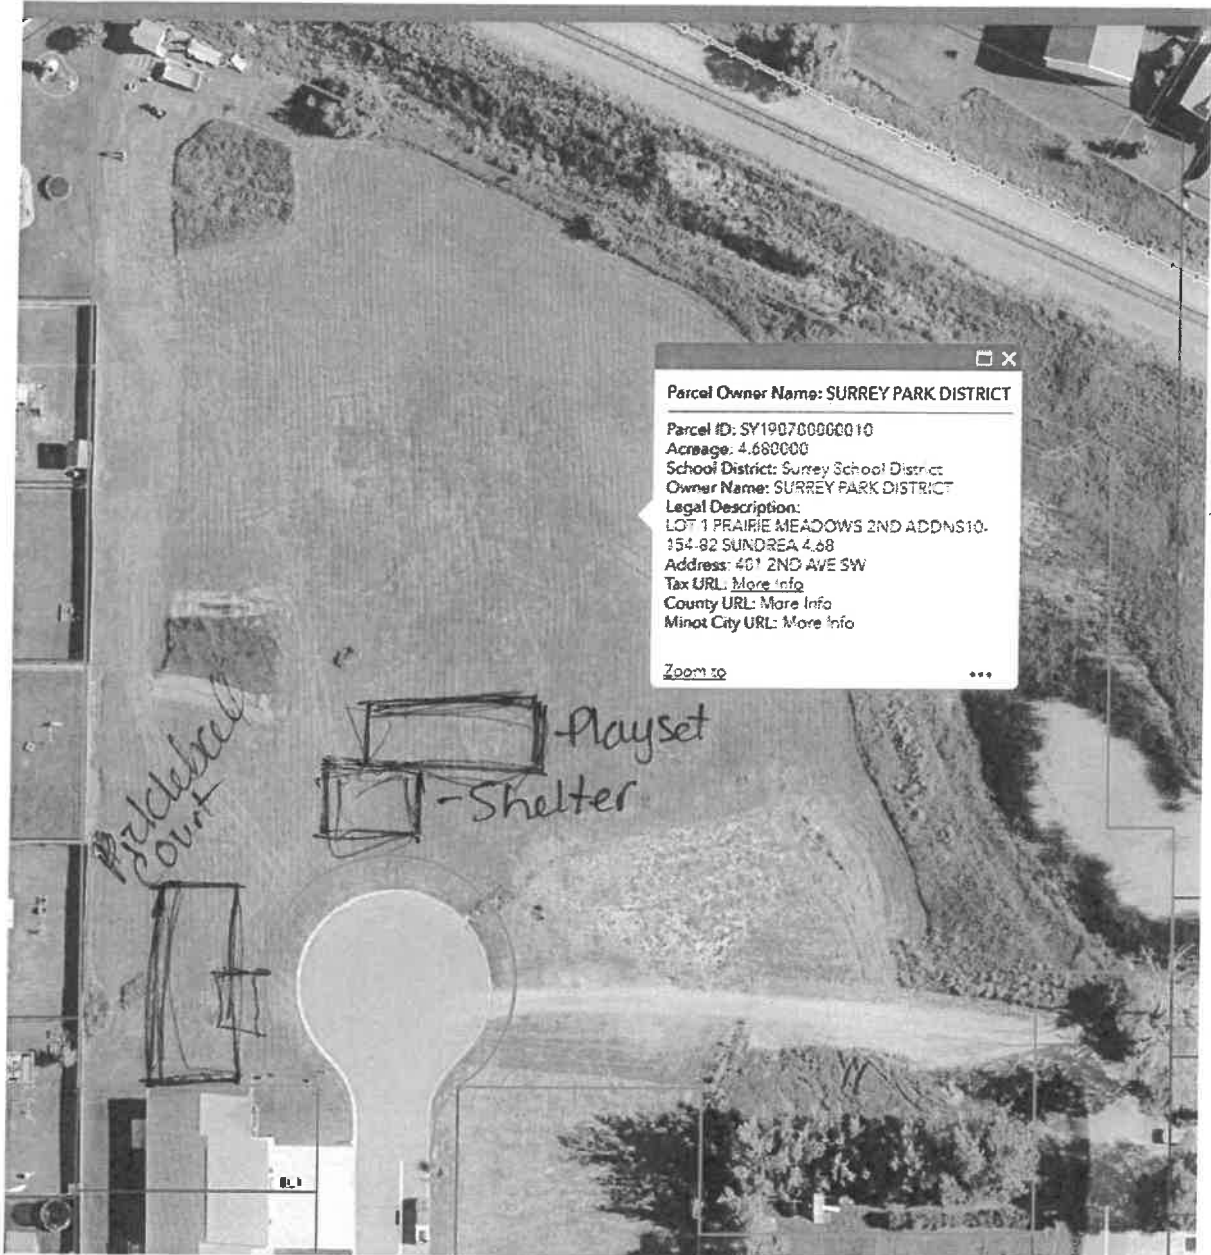 Parcel Owner Name: SURREY PARK DISTRICT
Parcel ID: SY190700000010
Acreage: 4.680000
School District: Surrey School District
Owner Name: SURREY PARK DISTRICT
Legal Description:
LOT 1 PRAIRIE MEADOWS 2ND ADDNS10-
154-82 SUNDREA 4.68
Address: 401 2ND AVE SW
Tax URL: More Info
County URL: More Info
Minot City URL: More Info
Zoom to
-Playset
-Shelter
Pickleball
Court